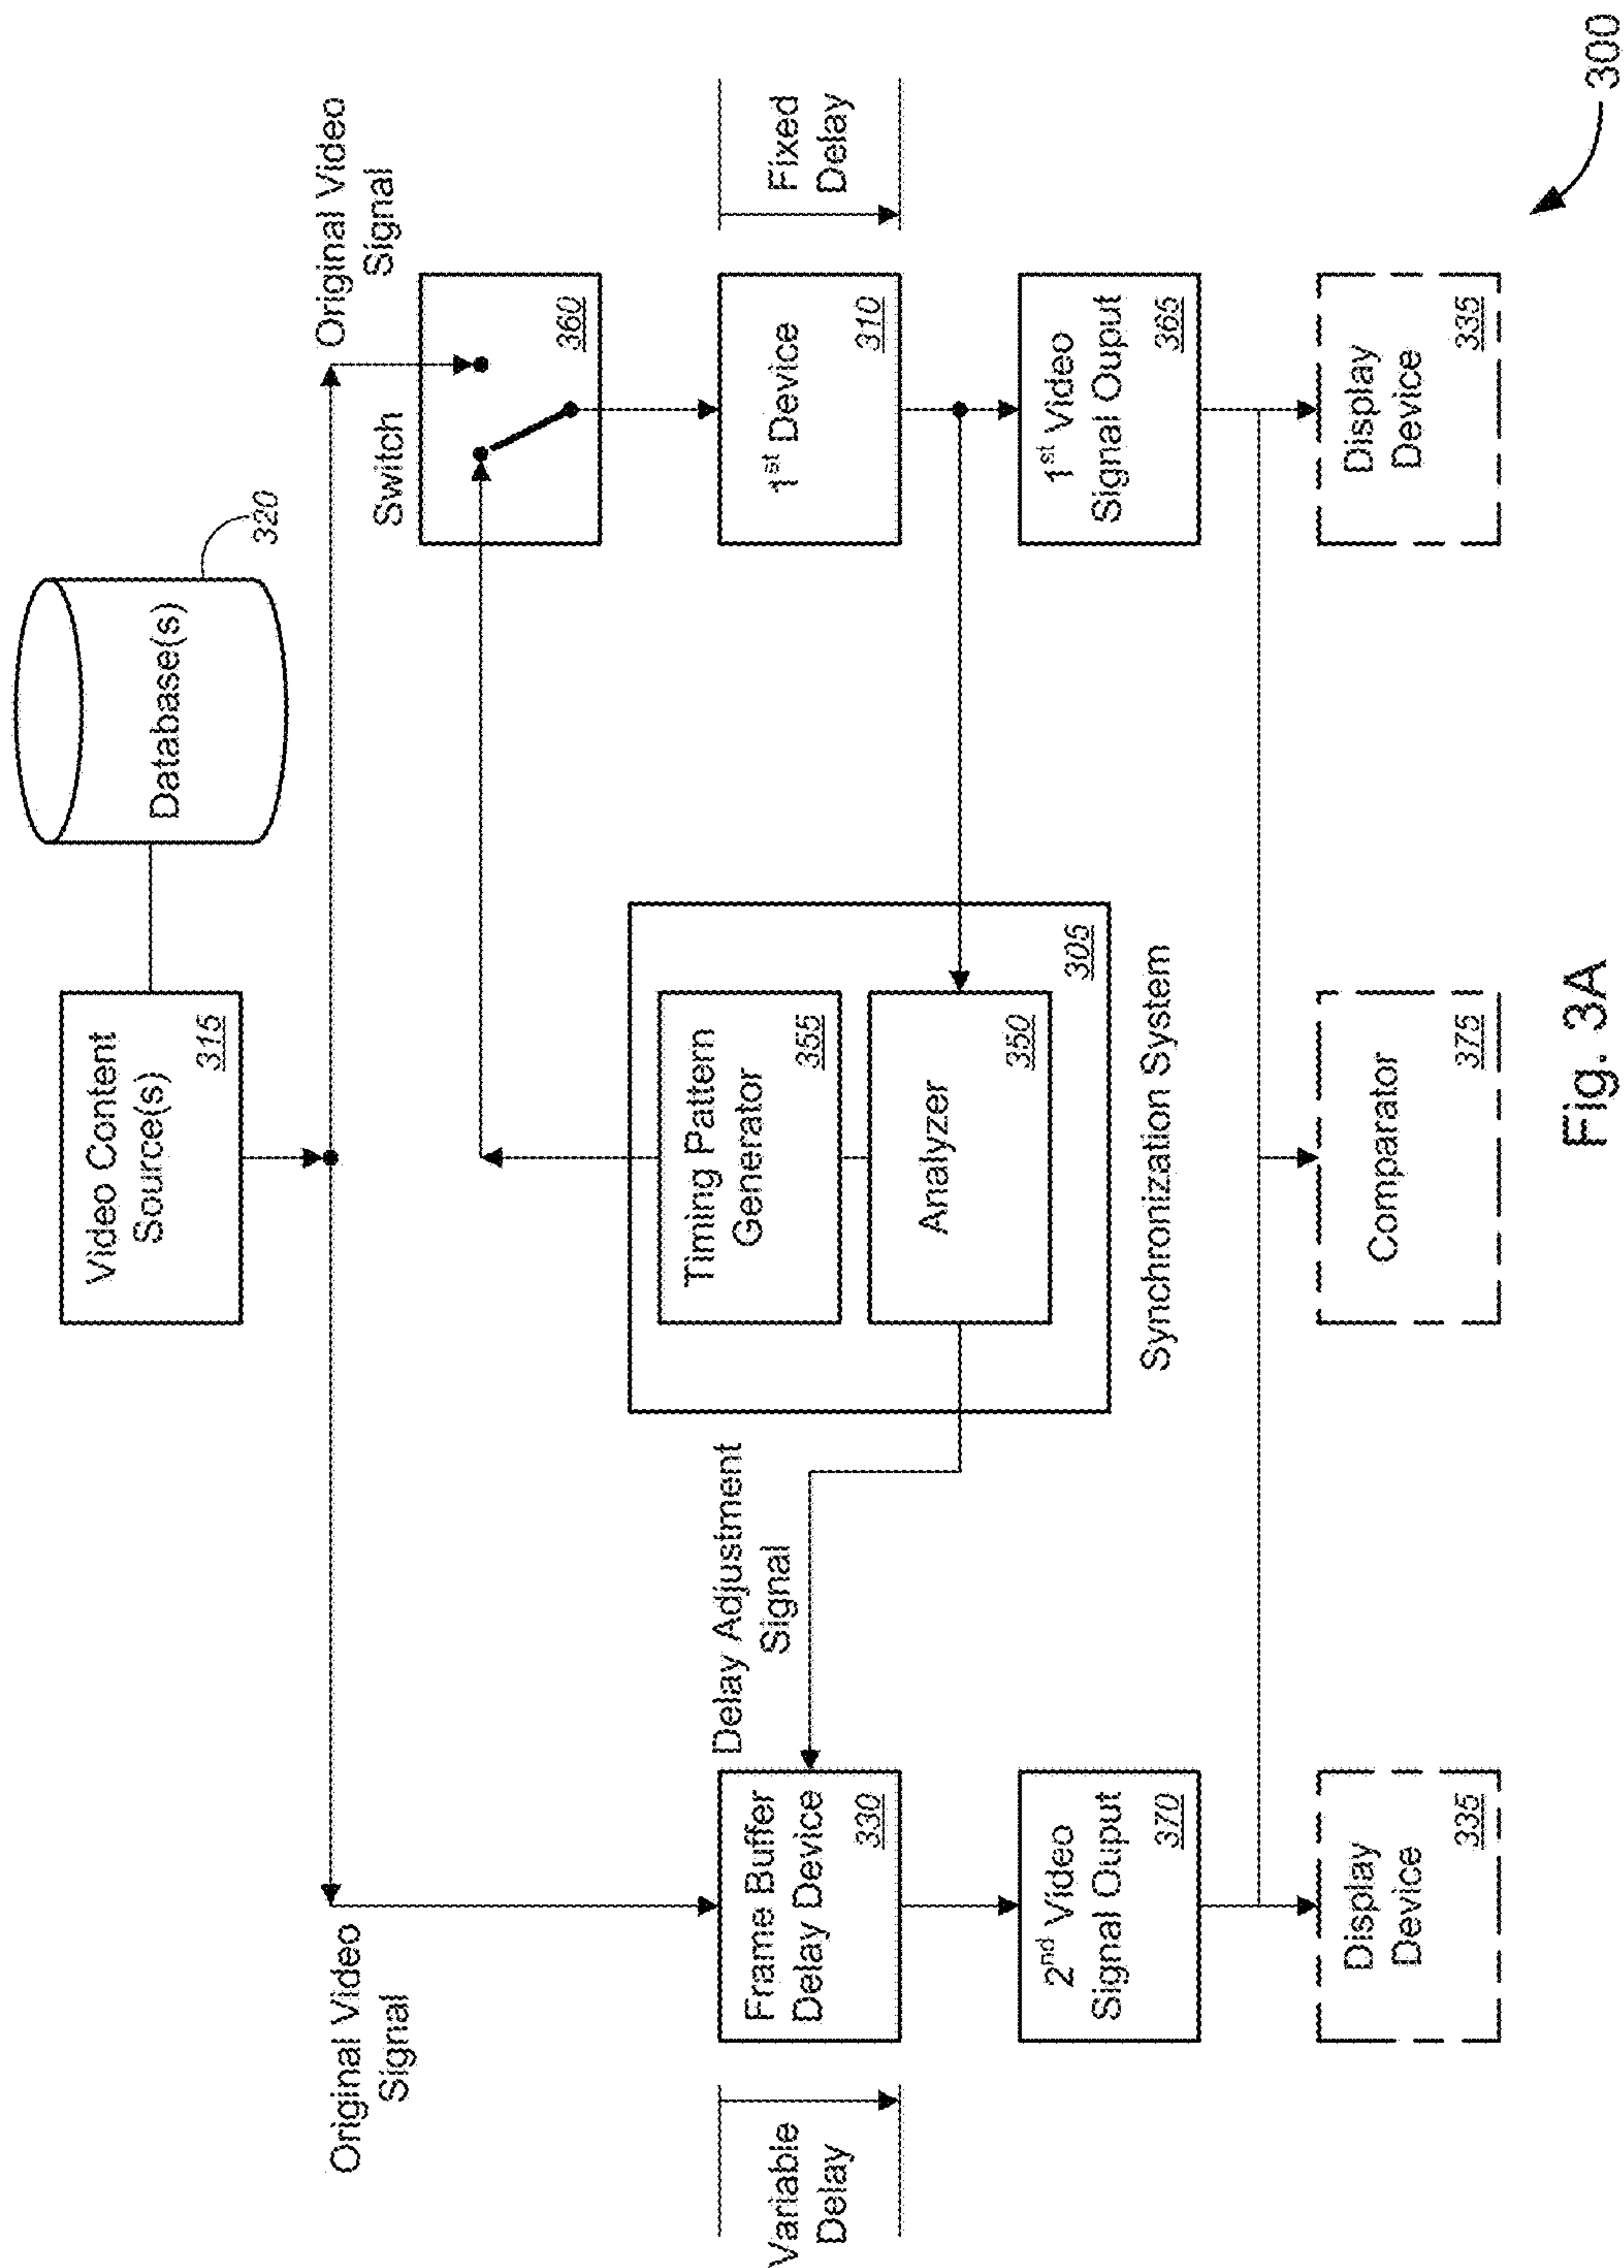 Video Content
Source(s)
315
Database(s)
320
Original Video
Signal
Original Video
Signal
Switch
360
Variable
Delay
Frame Buffer
Delay Device
330
Delay Adjustment
Signal
Timing Pattern
Generator
355
Analyzer
350
305
Synchronization System
1st Device
310
Fixed
Delay
2nd Video
Signal Ouput
370
1st Video
Signal Ouput
365
Display
Device
335
Comparator
375
Display
Device
335
Fig. 3A
300